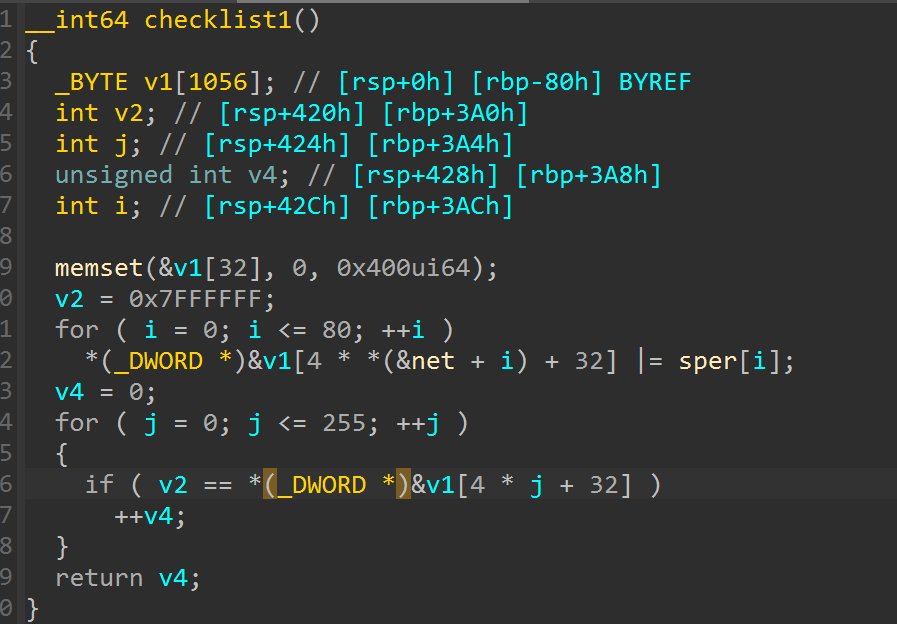 1 __int64 checklist1()
2 {
3 _BYTE v1[1056]; // [rsp+0h] [rbp-80h] BYREF
4 int v2; // [rsp+420h] [rbp+3A0h]
5 int j; // [rsp+424h] [rbp+3A4h]
6 unsigned int v4; // [rsp+428h] [rbp+3A8h]
7 int i; // [rsp+42Ch] [rbp+3ACh]
8
9 memset(&v1[32], 0, 0x400ui64);
0 v2 = 0x7FFFFFF;
1 for ( i = 0; i <= 80; ++i )
2 *(_DWORD *)&v1[4 * *(&net + i) + 32] |= sper[i];
3 v4 = 0;
4 for ( j = 0; j <= 255; ++j )
5 {
6 if ( v2 == *(_DWORD *)&v1[4 * j + 32] )
7 ++v4;
8 }
9 return v4;
0 }